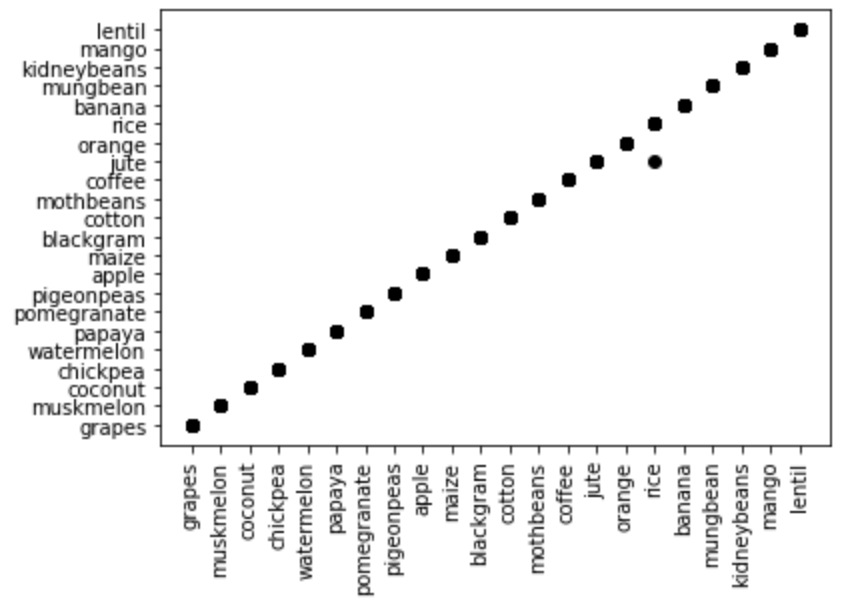 lentil
mango
kidneybeans
mungbean
banana
rice
orange
jute
coffee
mothbeans
cotton
blackgram
maize
apple
pigeonpeas
pomegranate
papaya
watermelon
chickpea
coconut
muskmelon
grapes
grapes
muskmelon
coconut
chickpea
watermelon
papaya
pomegranate
pigeonpeas
apple
maize
blackgram
cotton
mothbeans
coffee
jute
orange
rice
banana
mungbean
kidneybeans
mango
lentil